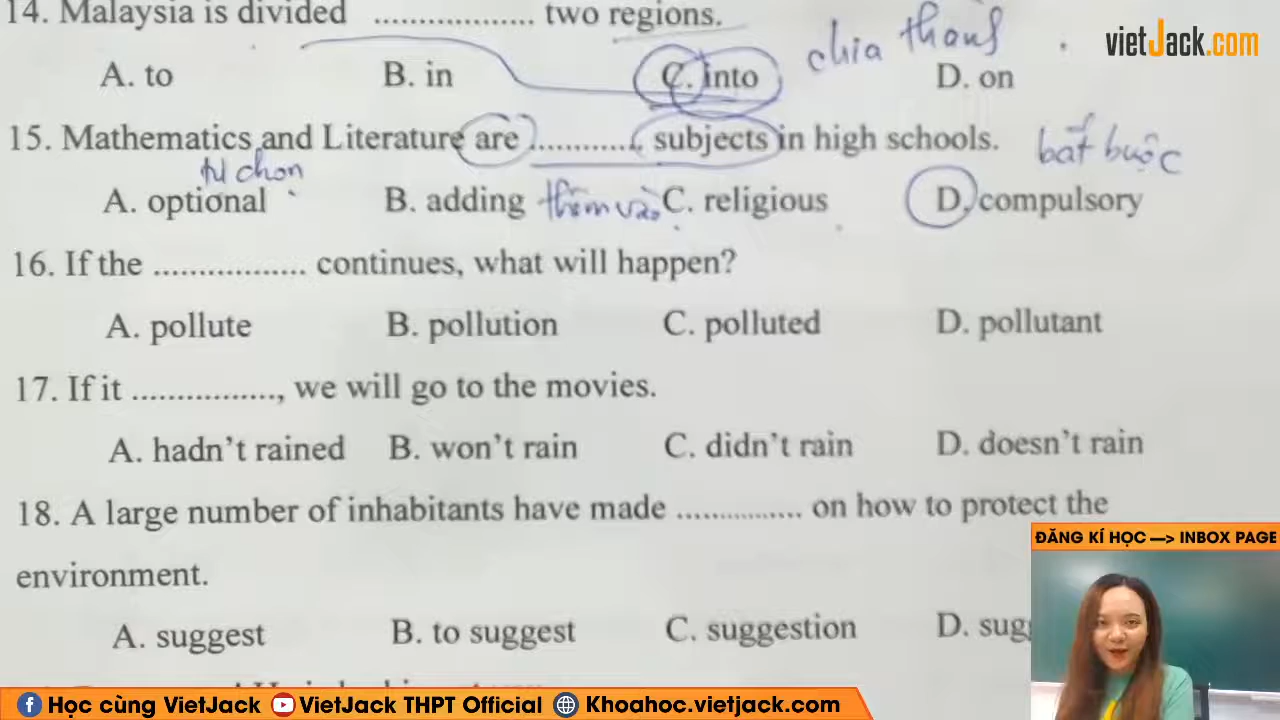 14. Malaysia is divided .................. two regions.
chia thành
vietJack.com
A. to B. in C. into D. on
15. Mathematics and Literature are ............ subjects in high schools.
bắt buộc
tự chọn
A. optional B. adding thêm vào C. religious D. compulsory
16. If the ................. continues, what will happen?
A. pollute B. pollution C. polluted D. pollutant
17. If it ................, we will go to the movies.
A. hadn't rained B. won't rain C. didn't rain D. doesn't rain
18. A large number of inhabitants have made ................ on how to protect the
environment.
ĐĂNG KÍ HỌC —> INBOX PAGE
A. suggest B. to suggest C. suggestion D.
Học cùng VietJack VietJack THPT Official Khoahoc.vietjack.com